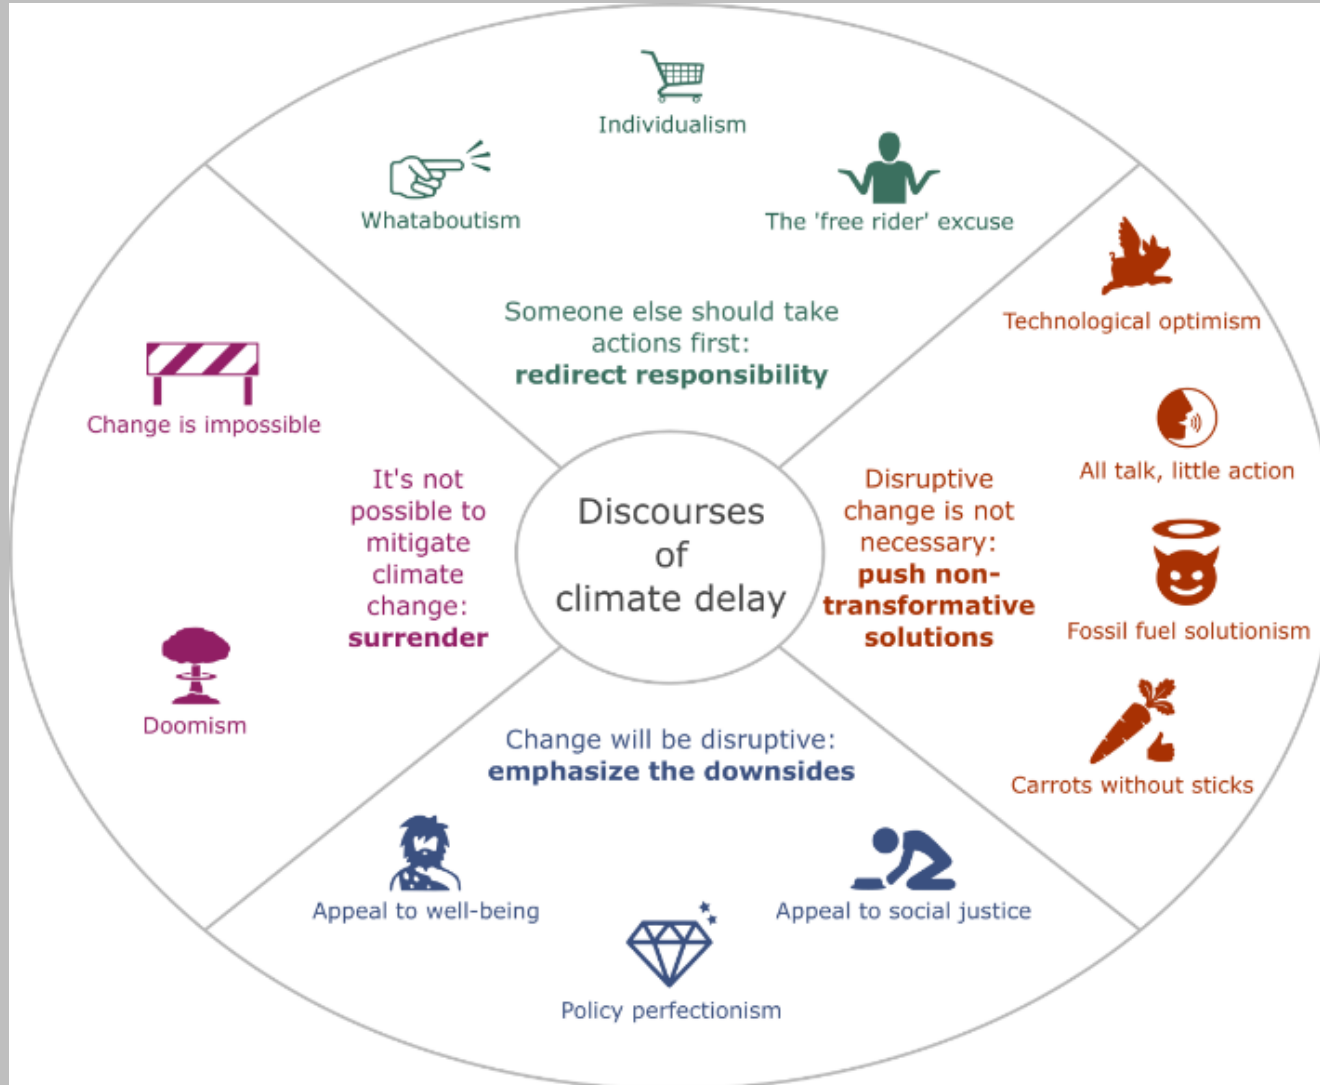 Individualism
Whataboutism
The 'free rider' excuse
Someone else should take
actions first:
redirect responsibility
Technological optimism
All talk, little action
Disruptive
change is not
necessary:
push non-
transformative
solutions
Fossil fuel solutionism
Carrots without sticks
Change will be disruptive:
emphasize the downsides
Appeal to well-being
Appeal to social justice
Policy perfectionism
Change is impossible
It's not
possible to
mitigate
climate
change:
surrender
Doomism
Discourses
of
climate delay